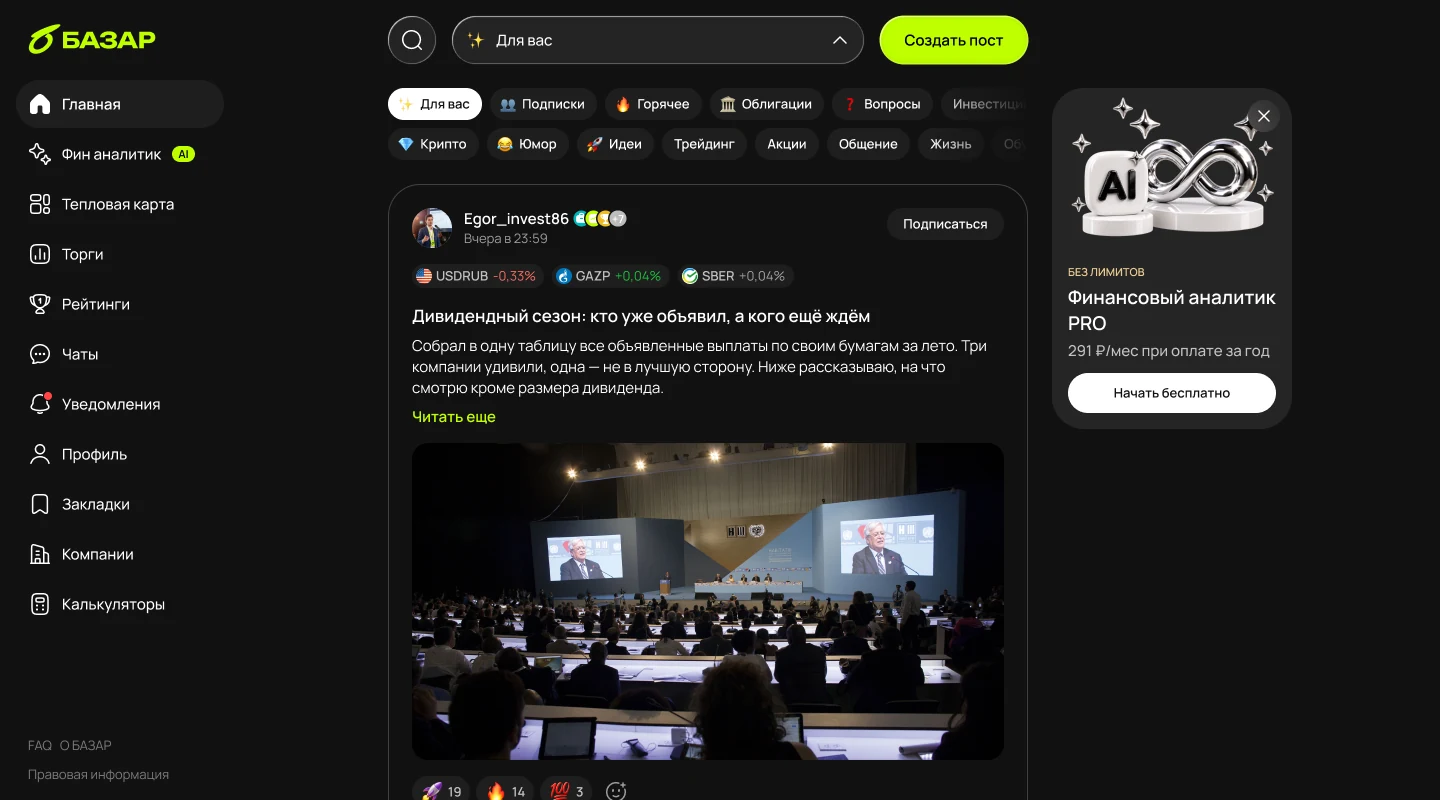 БАЗАР
Для вас
Создать пост
Главная
Фин аналитик AI
Тепловая карта
Торги
Рейтинги
Чаты
Уведомления
Профиль
Закладки
Компании
Калькуляторы
FAQ О БАЗАР
Правовая информация
Для вас Подписки Горячее Облигации Вопросы Инвестици
Крипто Юмор Идеи Трейдинг Акции Общение Жизнь Об
Egor_invest86 +7
Вчера в 23:59
Подписаться
USDRUB -0,33% GAZP +0,04% SBER +0,04%
Дивидендный сезон: кто уже объявил, а кого ещё ждём
Собрал в одну таблицу все объявленные выплаты по своим бумагам за лето. Три
компании удивили, одна — не в лучшую сторону. Ниже рассказываю, на что
смотрю кроме размера дивиденда.
Читать еще
19 14 100 3
AI
БЕЗ ЛИМИТОВ
Финансовый аналитик
PRO
291 ₽/мес при оплате за год
Начать бесплатно